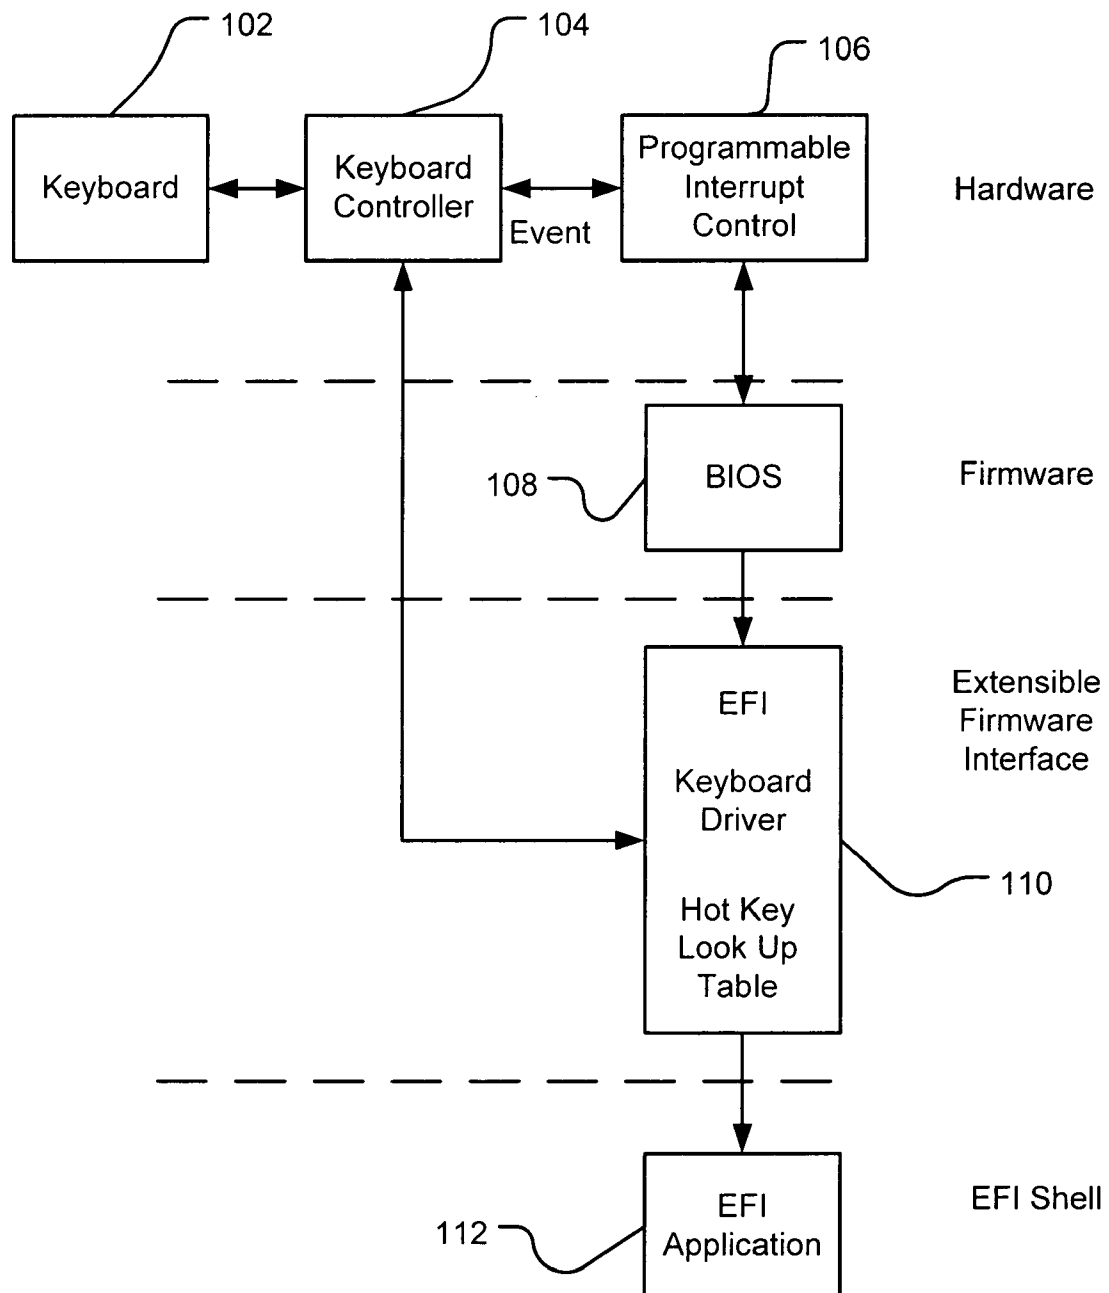 102
104
106
Keyboard
Keyboard
Controller
Event
Programmable
Interrupt
Control
Hardware
108
BIOS
Firmware
EFI
Keyboard
Driver
Hot Key
Look Up
Table
Extensible
Firmware
Interface
110
112
EFI
Application
EFI Shell